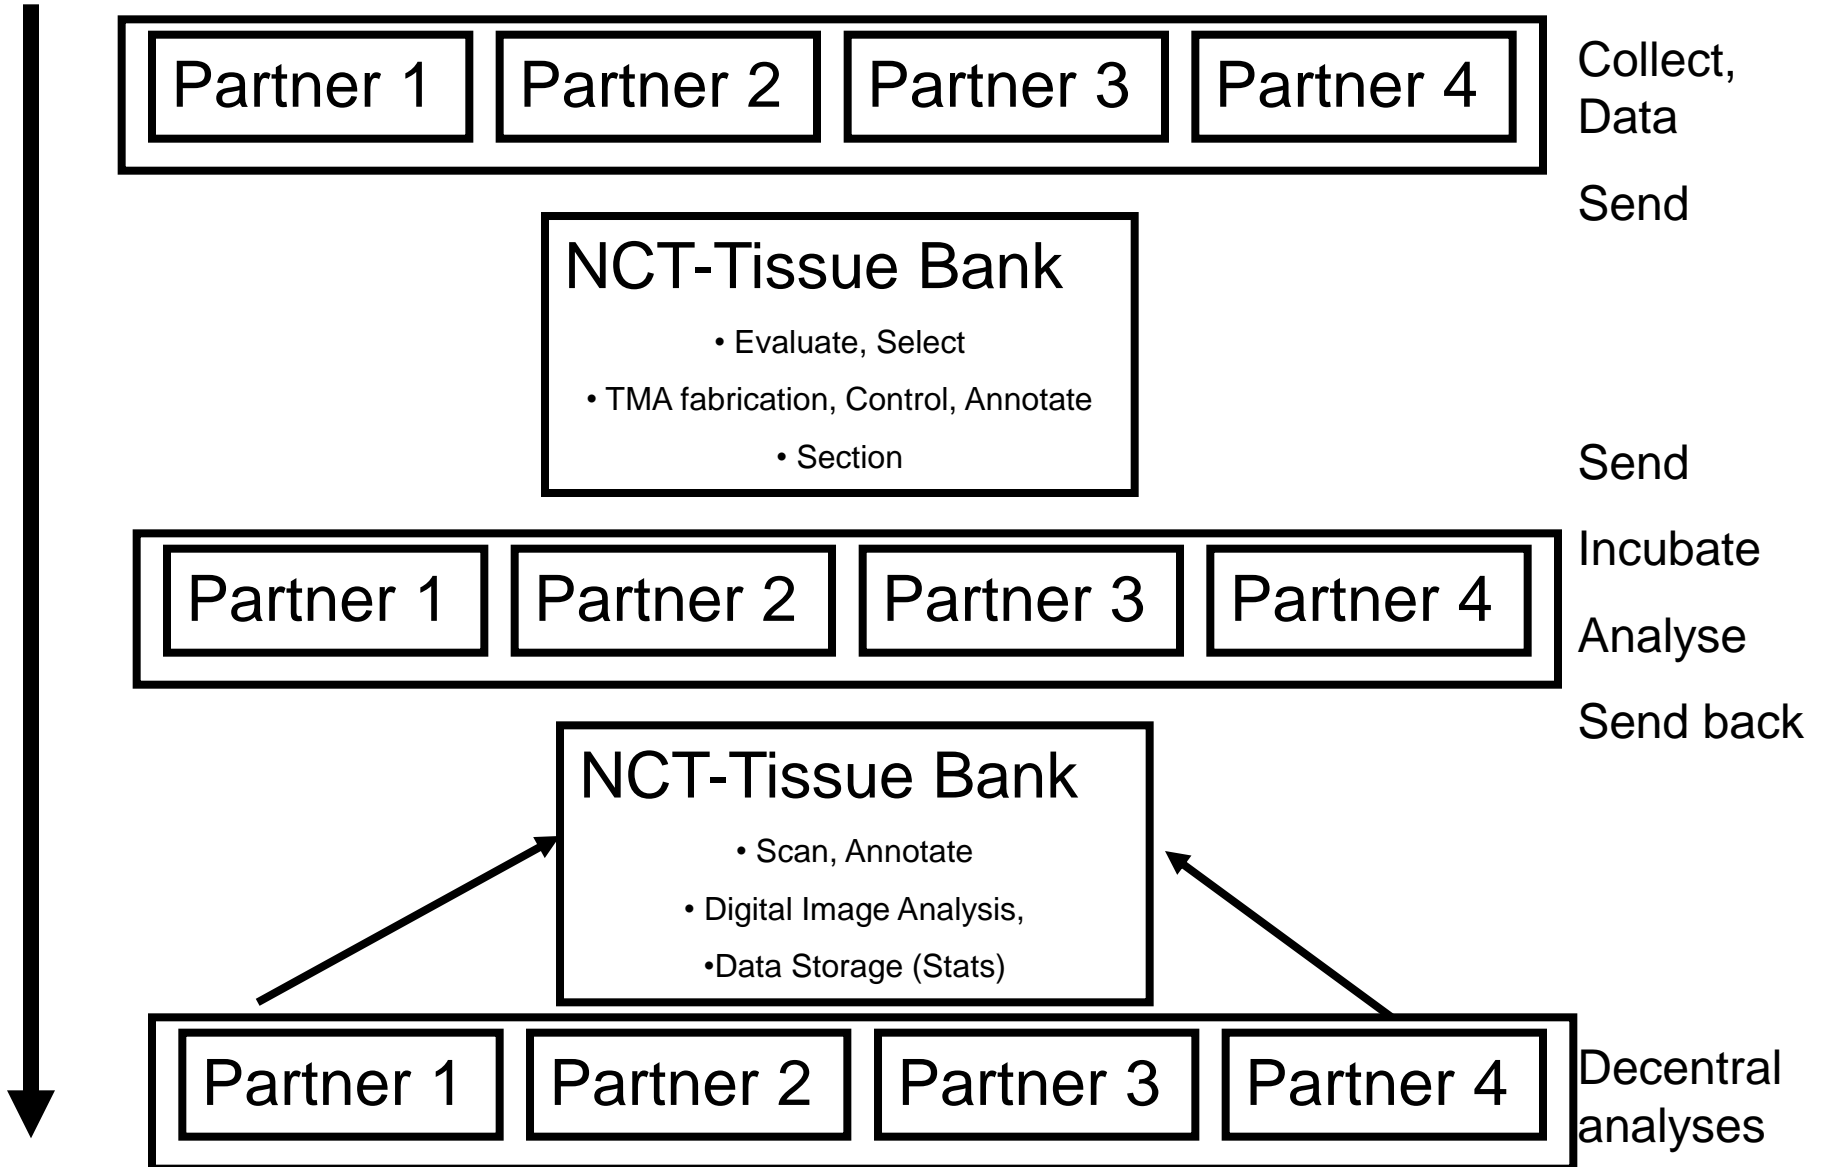 Partner 1 Partner 2 Partner 3 Partner 4
Collect,
Data
Send
NCT-Tissue Bank
• Evaluate, Select
• TMA fabrication, Control, Annotate
• Section
Send
Incubate
Partner 1 Partner 2 Partner 3 Partner 4
Analyse
Send back
NCT-Tissue Bank
• Scan, Annotate
• Digital Image Analysis,
•Data Storage (Stats)
Partner 1 Partner 2 Partner 3 Partner 4
Decentral
analyses